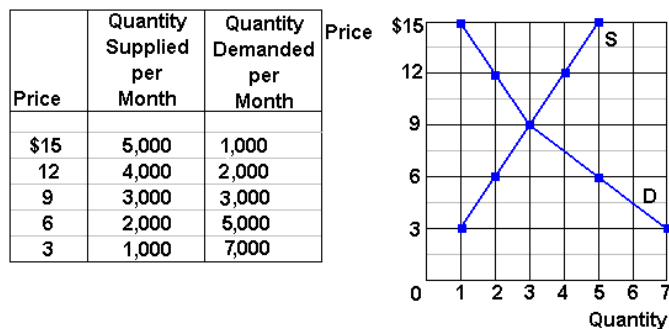 Price Quantity Supplied per Month Quantity Demanded per Month
$15 5,000 1,000
12 4,000 2,000
9 3,000 3,000
6 2,000 5,000
3 1,000 7,000
Price
$15
S
12
9
6
D
3
0 1 2 3 4 5 6 7
Quantity